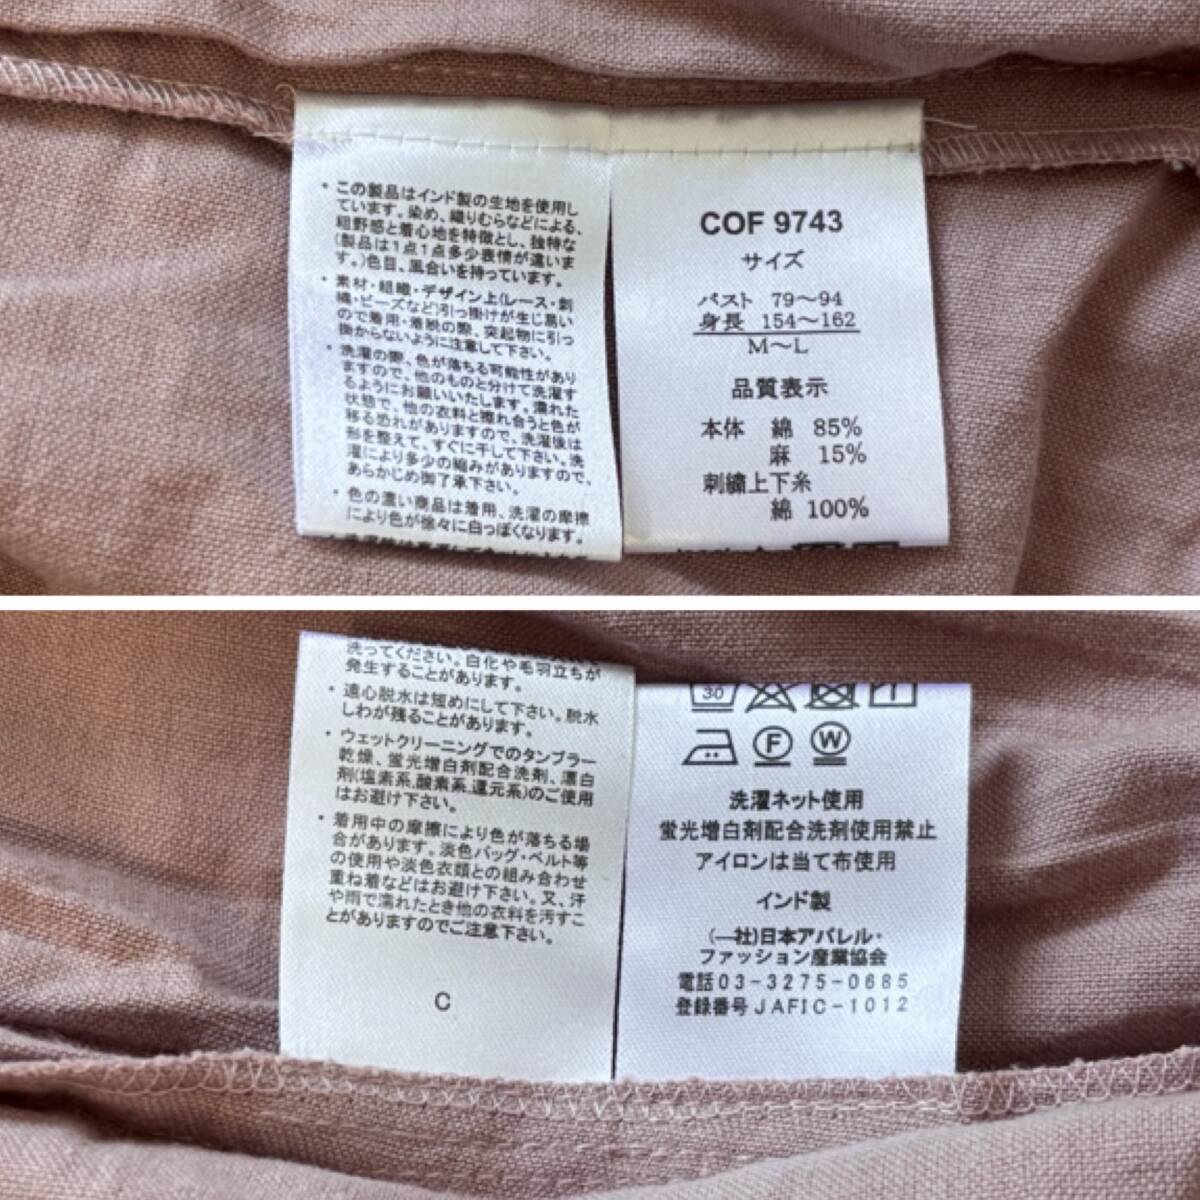 ・この製品はインド製の生地を使用し
ています。染め、織りむらなどによる、
粗野感と着心地を特徴とし、独特な
(製品は1点1点多少表情が違いま
す。)色目、風合いを持っています。
・素材・組織・デザイン上(レース・刺
繍・ビーズなど)引っ掛けが生じ易い
ので着用・着脱の際、突起物に引っ
掛からないように注意して下さい。
・洗濯の際、色が落ちる可能性があり
ますので、他のものと分けて洗濯す
るようにお願いいたします。濡れた
状態で、他の衣料と擦れ合うと色が
移る恐れがありますので、洗濯後は
形を整えて、すぐに干して下さい。洗
濯により多少の縮みがありますので、
あらかじめ御了承下さい。
・色の濃い商品は着用、洗濯の摩擦
により色が徐々に白っぽくなります。
COF 9743
サイズ
バスト 79～94
身長 154～162
M～L
品質表示
本体 綿 85%
麻 15%
刺繍上下糸
綿 100%
洗ってください。白化や毛羽立ちが
発生することがあります。
・遠心脱水は短めにして下さい。脱水
しわが残ることがあります。
・ウェットクリーニングでのタンブラー
乾燥、蛍光増白剤配合洗剤、漂白
剤(塩素系,酸素系,還元系)のご使用
はお避け下さい。
・着用中の摩擦により色が落ちる場
合があります。淡色バッグ・ベルト等
の使用や淡色衣類との組み合わせ
重ね着などはお避け下さい。又、汗
や雨で濡れたとき他の衣料を汚すこ
とがありますのでご注意下さい。
C
30
F
W
洗濯ネット使用
蛍光増白剤配合洗剤使用禁止
アイロンは当て布使用
インド製
(一社)日本アパレル・
ファッション産業協会
電話03-3275-0685
登録番号JAFIC-1012